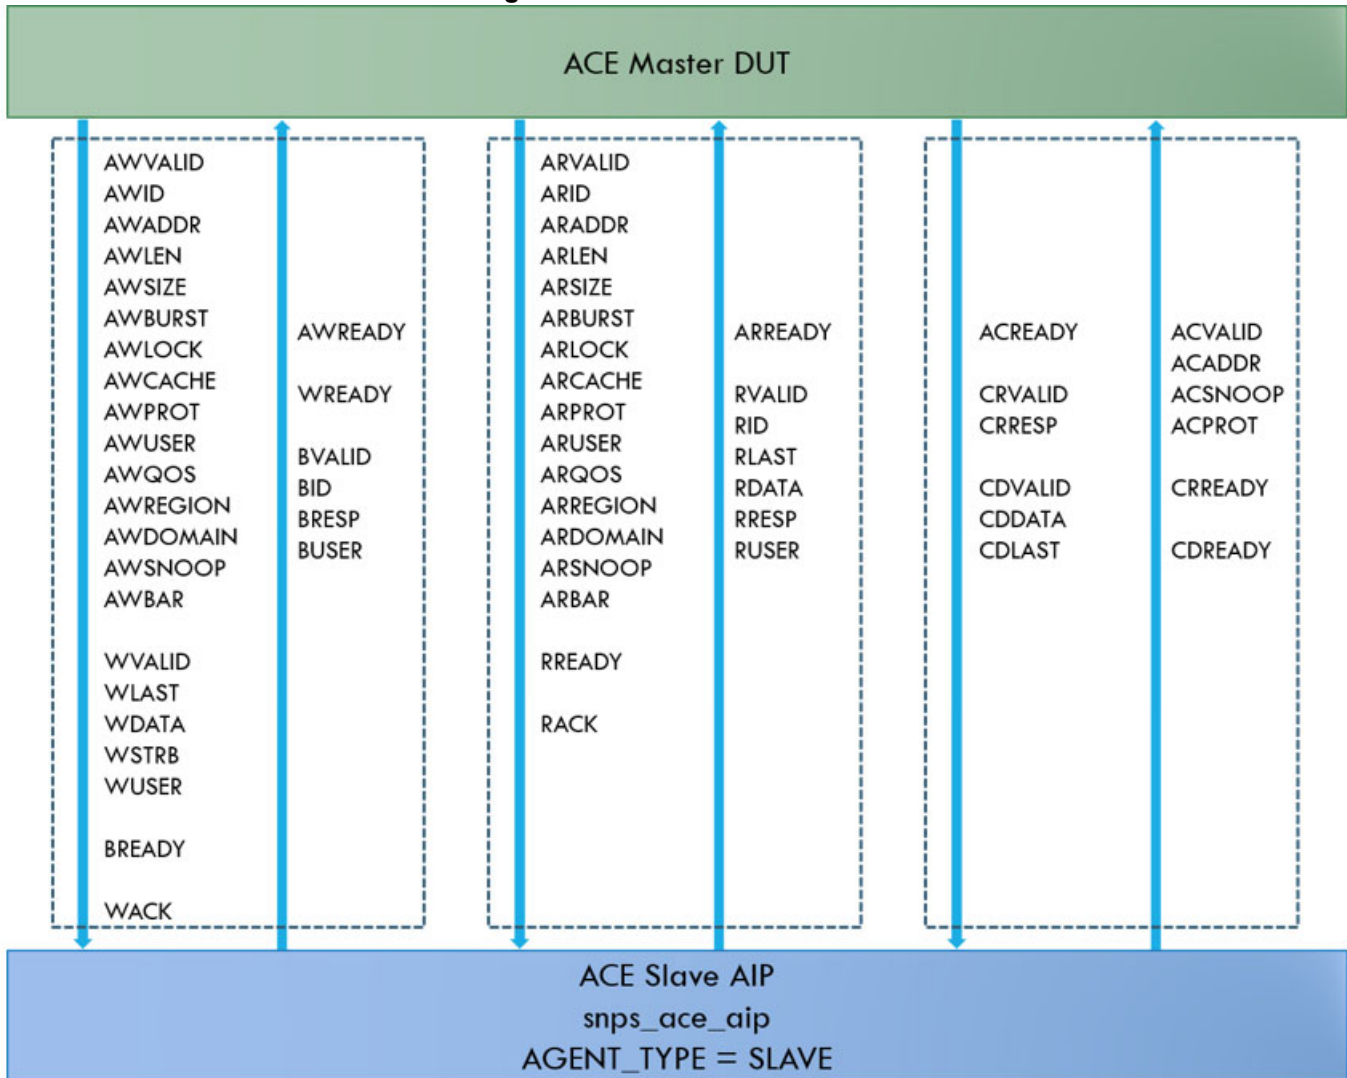 ACE Master DUT
AWVALID
AWID
AWADDR
AWLEN
AWSIZE
AWBURST
AWLOCK
AWCACHE
AWPROT
AWUSER
AWQOS
AWREGION
AWDOMAIN
AWSNOOP
AWBAR
WVALID
WLAST
WDATA
WSTRB
WUSER
BREADY
WACK
AWREADY
WREADY
BVALID
BID
BRESP
BUSER
ARVALID
ARID
ARADDR
ARLEN
ARSIZE
ARBURST
ARLOCK
ARCACHE
ARPROT
ARUSER
ARQOS
ARREGION
ARDOMAIN
ARSNOOP
ARBAR
RREADY
RACK
ARREADY
RVALID
RID
RLAST
RDATA
RRESP
RUSER
ACREADY
CRVALID
CRRESP
CDVALID
CDDATA
CDLAST
ACVALID
ACADDR
ACSNOOP
ACPROT
CRREADY
CDREADY
ACE Slave AIP
snps_ace_aip
AGENT_TYPE = SLAVE